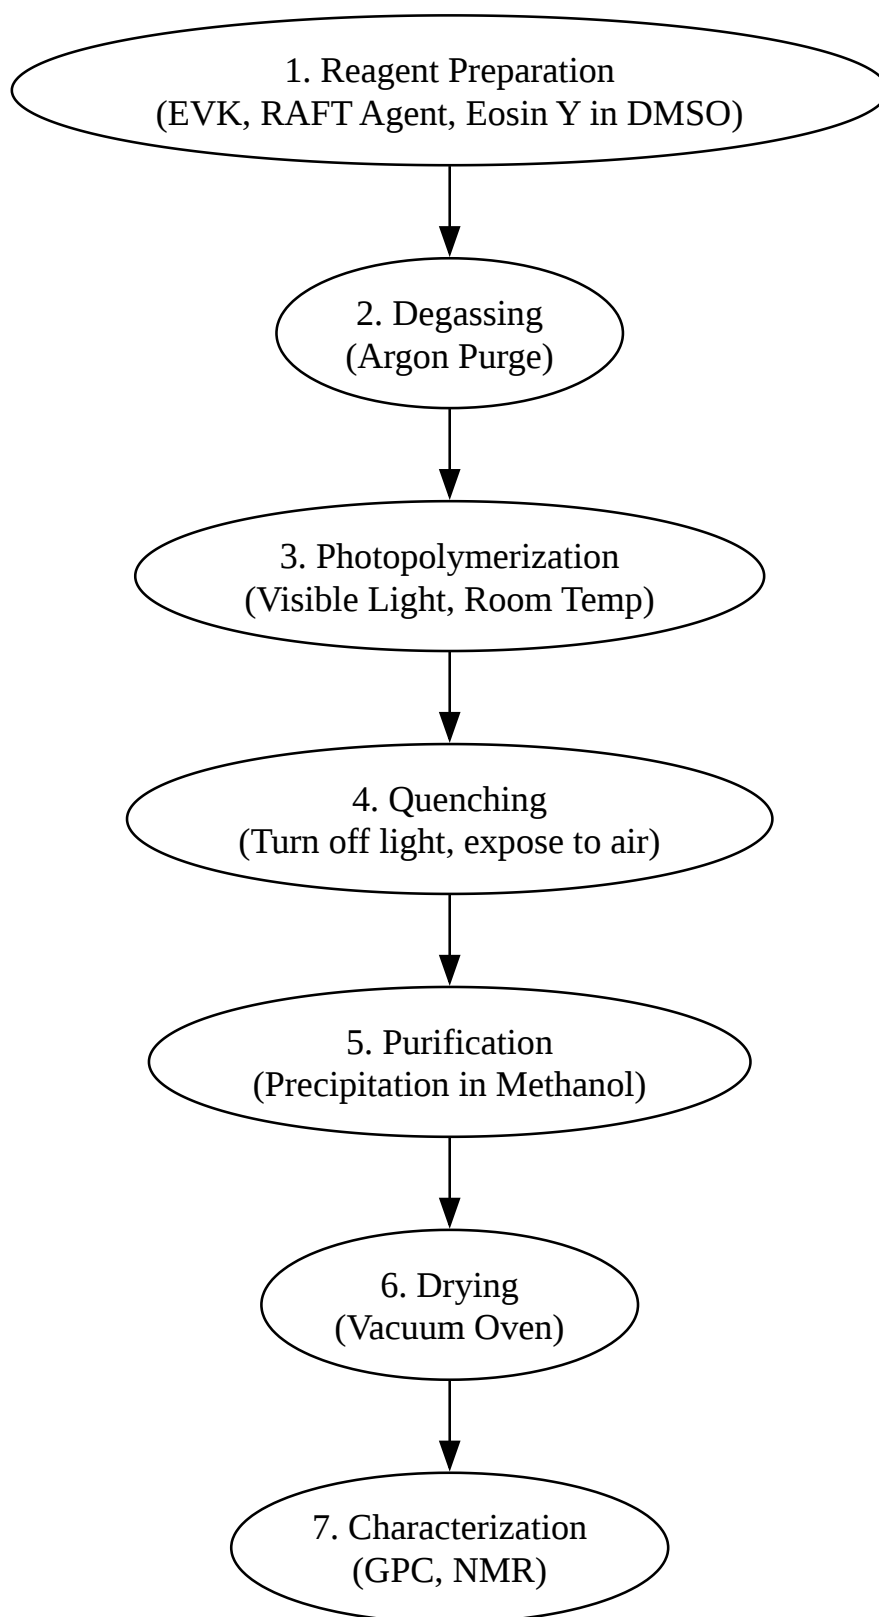 1. Reagent Preparation
(EVK, RAFT Agent, Eosin Y in DMSO)
2. Degassing
(Argon Purge)
3. Photopolymerization
(Visible Light, Room Temp)
4. Quenching
(Turn off light, expose to air)
5. Purification
(Precipitation in Methanol)
6. Drying
(Vacuum Oven)
7. Characterization
(GPC, NMR)